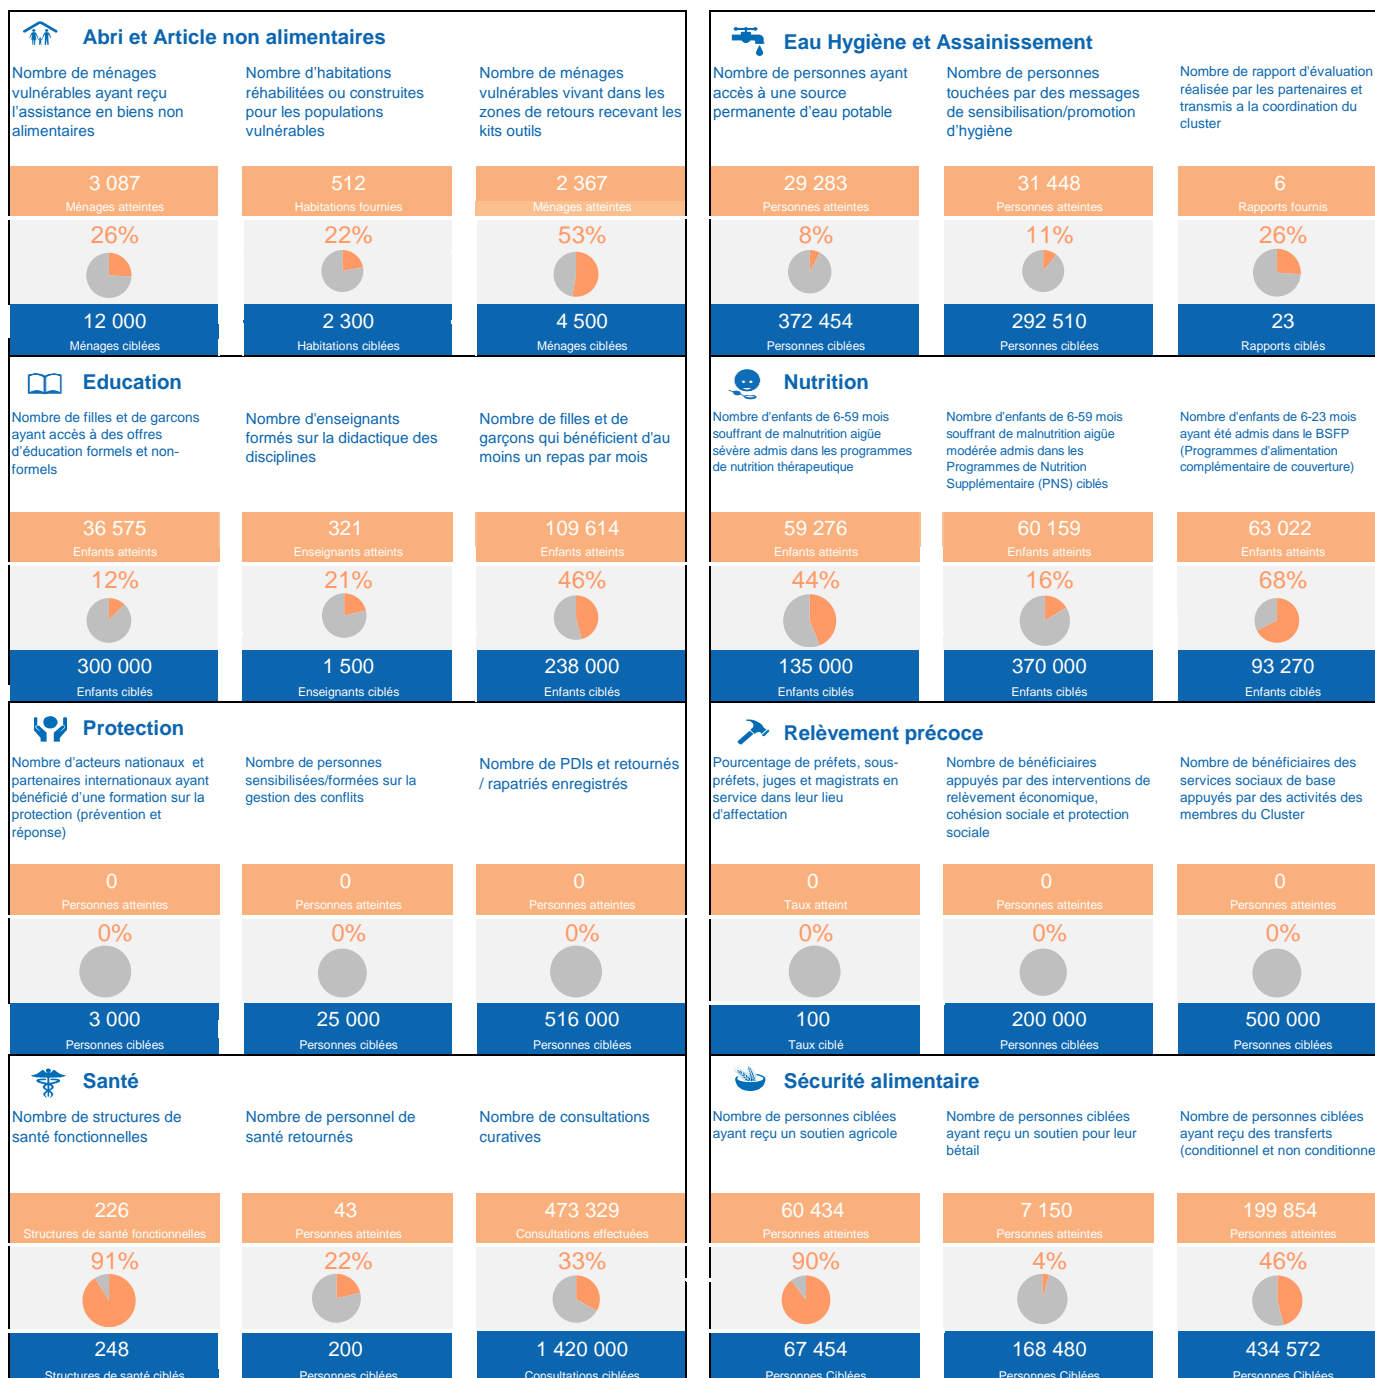 Abri et Article non alimentaires
Nombre de ménages
vulnérables ayant reçu
l'assistance en biens non
alimentaires
3 087
Ménages atteintes
26%
12 000
Ménages ciblées
Nombre d'habitations
réhabilitées ou construites
pour les populations
vulnérables
512
Habitations fournies
22%
2 300
Habitations ciblées
Nombre de ménages
vulnérables vivant dans les
zones de retours recevant les
kits outils
2 367
Ménages atteintes
53%
4 500
Ménages ciblées
Eau Hygiène et Assainissement
Nombre de personnes ayant
accès à une source
permanente d'eau potable
29 283
Personnes atteintes
8%
372 454
Personnes ciblées
Nombre de personnes
touchées par des messages
de sensibilisation/promotion
d'hygiène
31 448
Personnes atteintes
11%
292 510
Personnes ciblées
Nombre de rapport d'évaluation
réalisée par les partenaires et
transmis a la coordination du
cluster
6
Rapports fournis
26%
23
Rapports ciblés
Education
Nombre de filles et de garcons
ayant accès à des offres
d'éducation formels et non-
formels
36 575
Enfants atteints
12%
300 000
Enfants ciblés
Nombre d'enseignants
formés sur la didactique des
disciplines
321
Enseignants atteints
21%
1 500
Enseignants ciblés
Nombre de filles et de
garçons qui bénéficient d'au
moins un repas par mois
109 614
Enfants atteints
46%
238 000
Enfants ciblés
Nutrition
Nombre d'enfants de 6-59 mois
souffrant de malnutrition aigüe
sévère admis dans les programmes
de nutrition thérapeutique
59 276
Enfants atteints
44%
135 000
Enfants ciblés
Nombre d'enfants de 6-59 mois
souffrant de malnutrition aigüe
modérée admis dans les
Programmes de Nutrition
Supplémentaire (PNS) ciblés
60 159
Enfants atteints
16%
370 000
Enfants ciblés
Nombre d'enfants de 6-23 mois
ayant été admis dans le BSFP
(Programmes d'alimentation
complémentaire de couverture)
63 022
Enfants atteints
68%
93 270
Enfants ciblés
Protection
Nombre d'acteurs nationaux et
partenaires internationaux ayant
bénéficié d'une formation sur la
protection (prévention et
réponse)
0
Personnes atteintes
0%
3 000
Personnes ciblées
Nombre de personnes
sensibilisées/formées sur la
gestion des conflits
0
Personnes atteintes
0%
25 000
Personnes ciblées
Nombre de PDIs et retournés
/ rapatriés enregistrés
0
Personnes atteintes
0%
516 000
Personnes ciblées
Relèvement précoce
Pourcentage de préfets, sous-
préfets, juges et magistrats en
service dans leur lieu
d'affectation
0
Taux atteint
0%
100
Taux ciblé
Nombre de bénéficiaires
appuyés par des interventions de
relèvement économique,
cohésion sociale et protection
sociale
0
Personnes atteintes
0%
200 000
Personnes ciblées
Nombre de bénéficiaires des
services sociaux de base
appuyés par des activités des
membres du Cluster
0
Personnes atteintes
0%
500 000
Personnes ciblées
Santé
Nombre de structures de
santé fonctionnelles
226
Structures de santé fonctionnelles
91%
248
Structures de santé ciblés
Nombre de personnel de
santé retournés
43
Personnes atteintes
22%
200
Personnes ciblées
Nombre de consultations
curatives
473 329
Consultations effectuées
33%
1 420 000
Consultations ciblées
Sécurité alimentaire
Nombre de personnes ciblées
ayant reçu un soutien agricole
60 434
Personnes atteintes
90%
67 454
Personnes Ciblées
Nombre de personnes ciblées
ayant reçu un soutien pour leur
bétail
7 150
Personnes atteintes
4%
168 480
Personnes Ciblées
Nombre de personnes ciblées
ayant reçu des transferts
(conditionnel et non conditionne
199 854
Personnes atteintes
46%
434 572
Personnes Ciblées